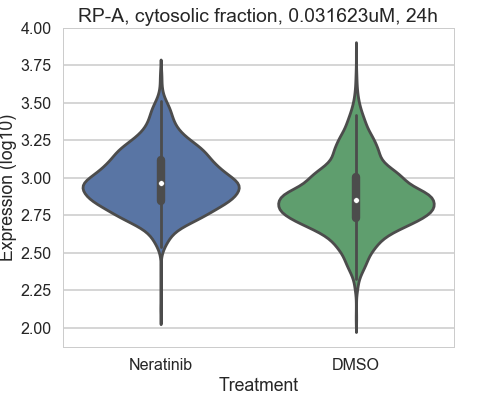 RP-A, cytosolic fraction, 0.031623uM, 24h
4.00
3.75
3.50
3.25
3.00
2.75
2.50
2.25
2.00
Expression (log10)
Neratinib DMSO
Treatment